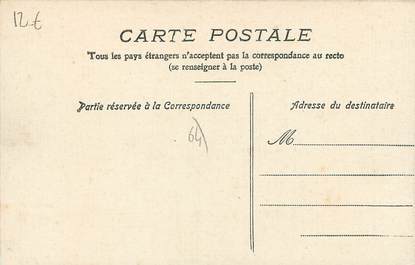 12 €
CARTE POSTALE
Tous les pays étrangers n'acceptent pas la correspondance au recto
(se renseigner à la poste)
Partie réservée à la Correspondance
Adresse du destinataire
64)
M